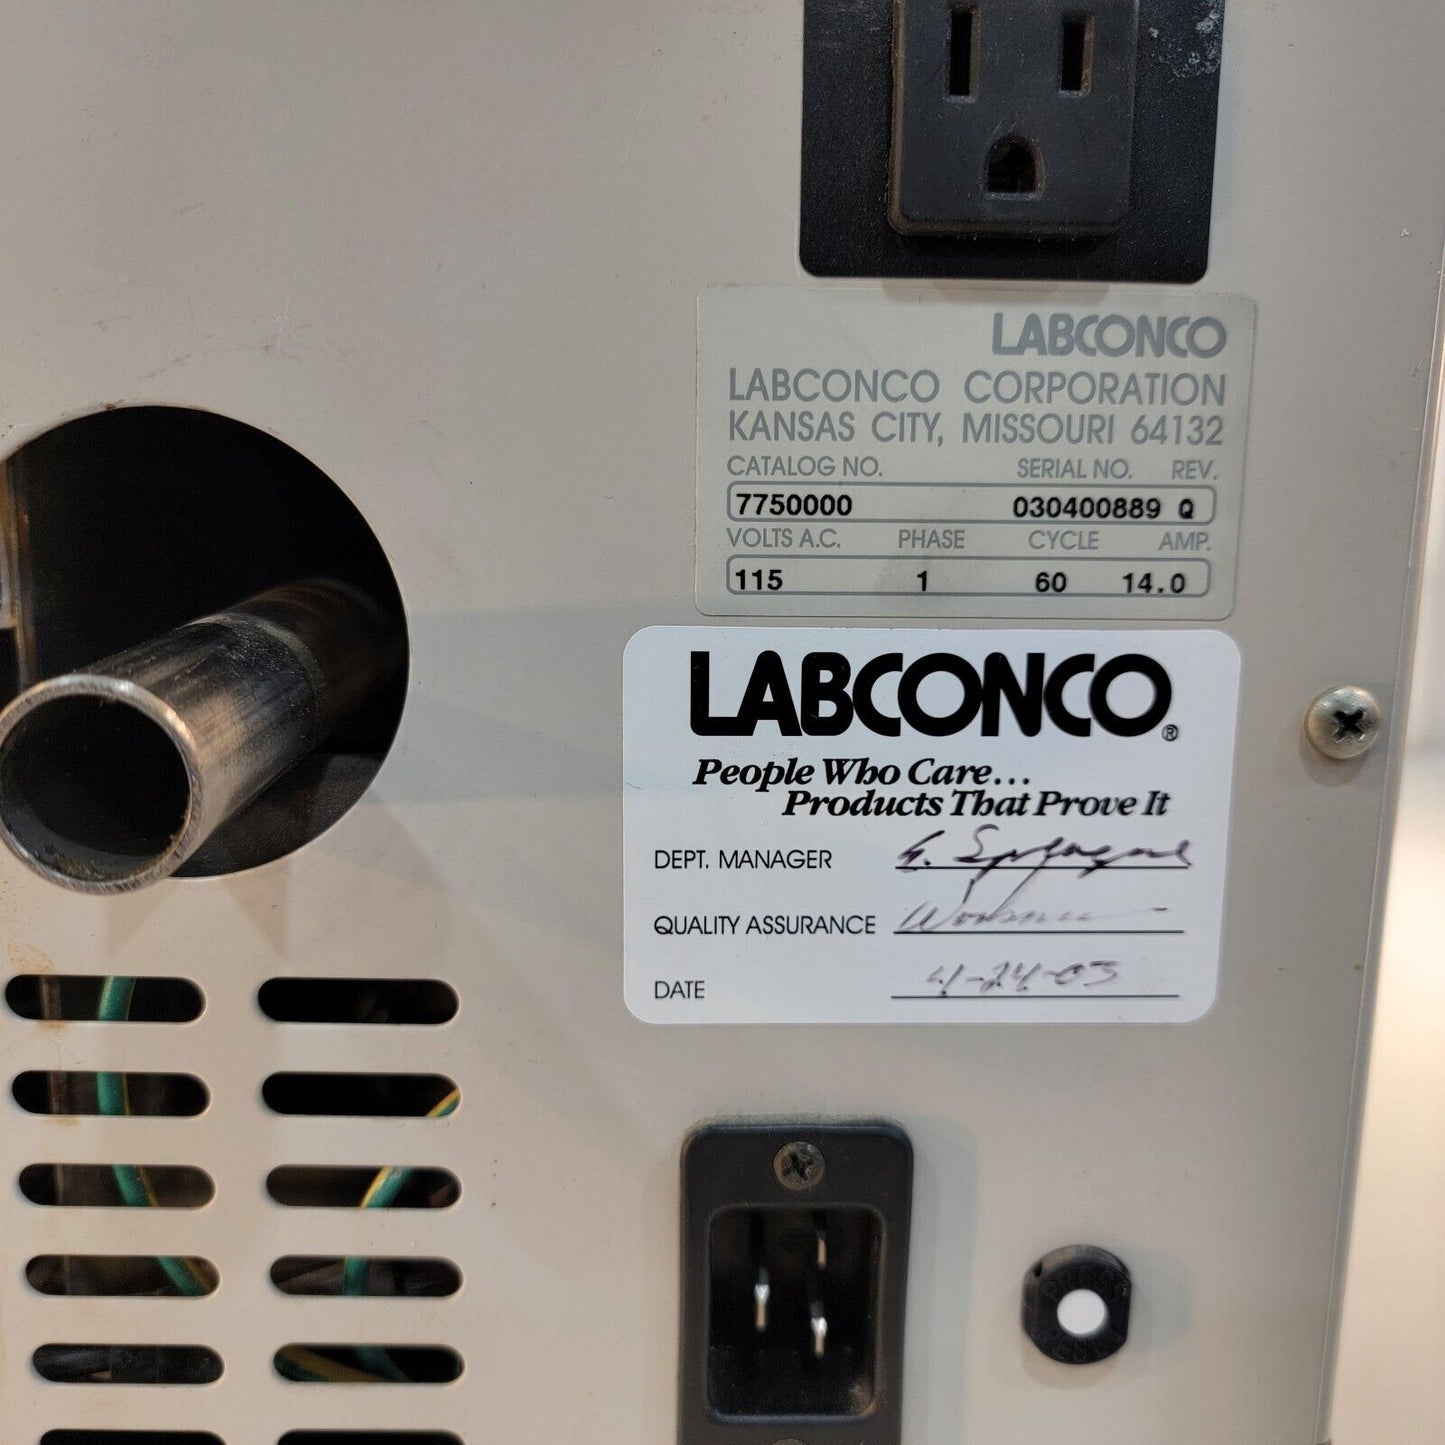 LABCONCO
LABCONCO CORPORATION
KANSAS CITY, MISSOURI 64132
CATALOG NO. SERIAL NO. REV.
7750000 030400889 Q
VOLTS A.C. PHASE CYCLE AMP.
115 1 60 14.0
LABCONCO®
People Who Care...
Products That Prove It
DEPT. MANAGER
QUALITY ASSURANCE
DATE 4-24-03